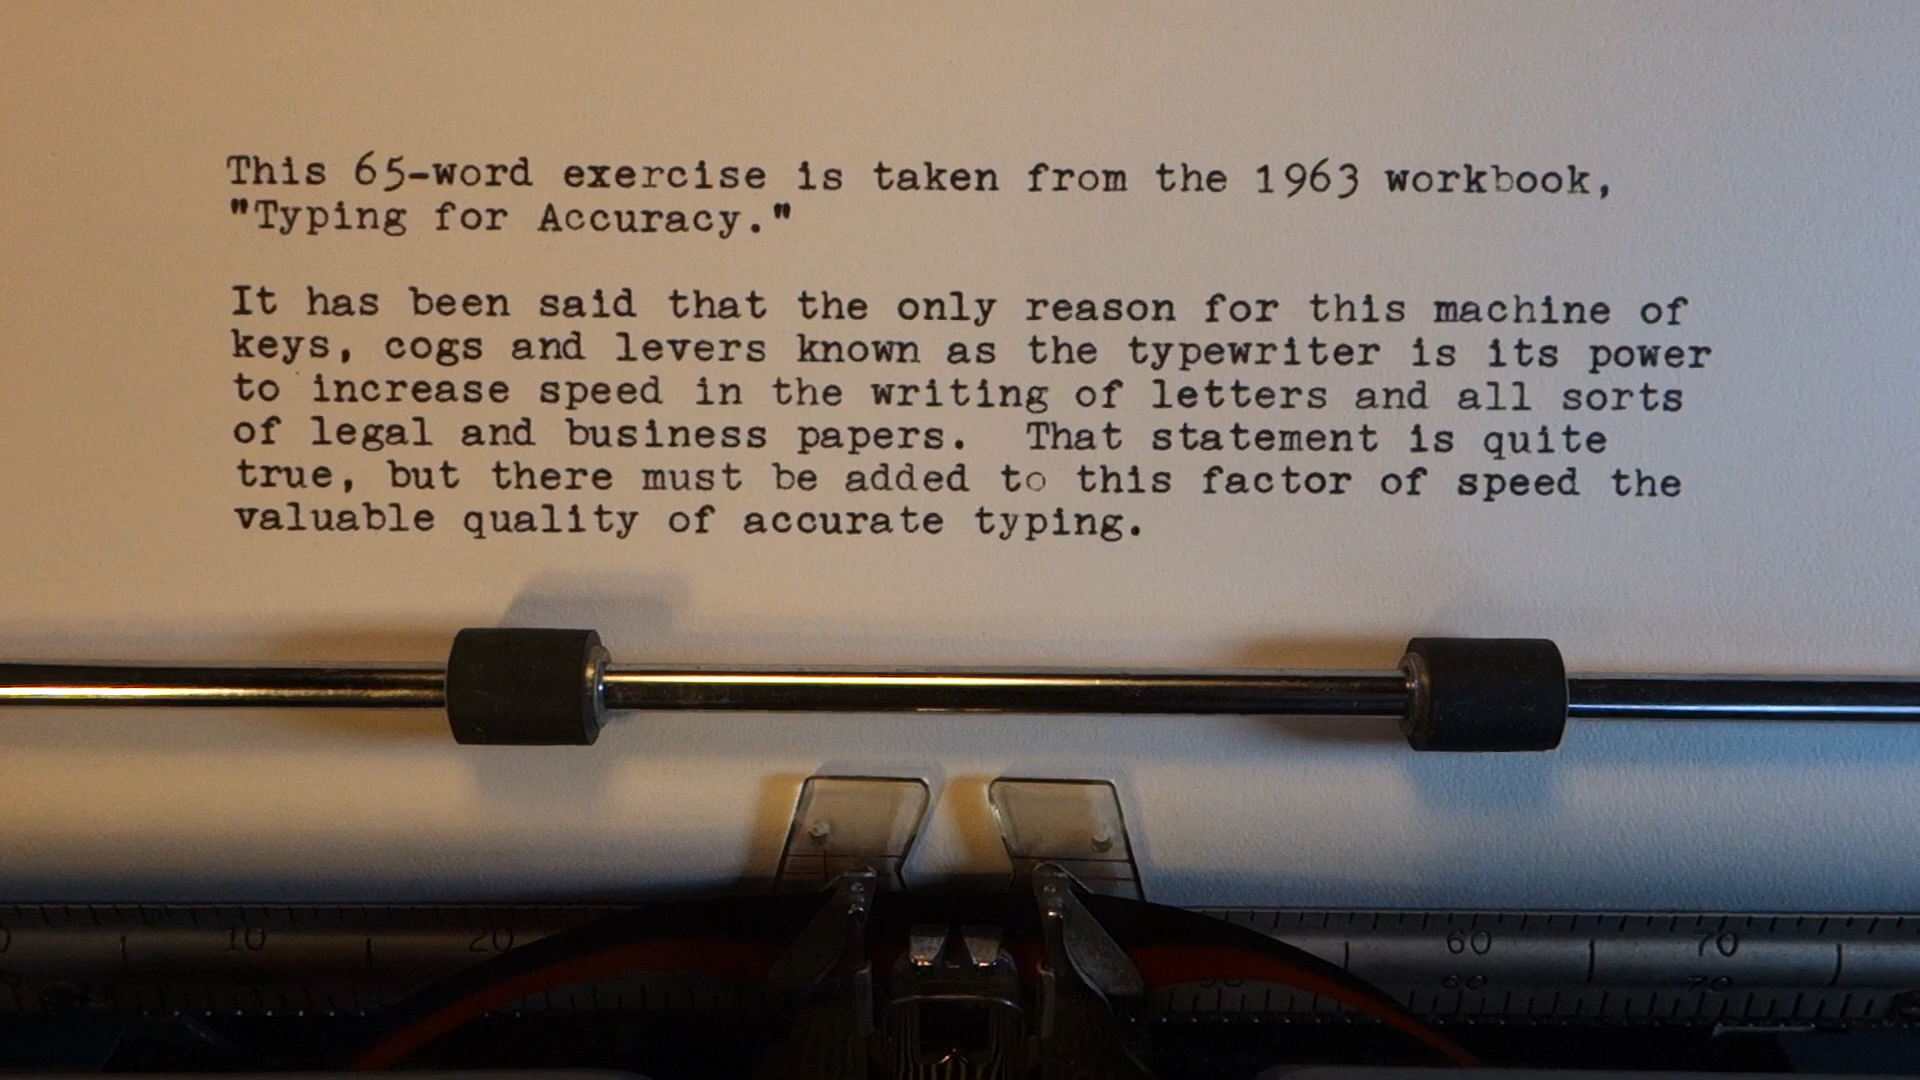 This 65-word exercise is taken from the 1963 workbook,
"Typing for Accuracy."
It has been said that the only reason for this machine of
keys, cogs and levers known as the typewriter is its power
to increase speed in the writing of letters and all sorts
of legal and business papers.  That statement is quite
true, but there must be added to this factor of speed the
valuable quality of accurate typing.
0 10 20 60 70
50 60 70